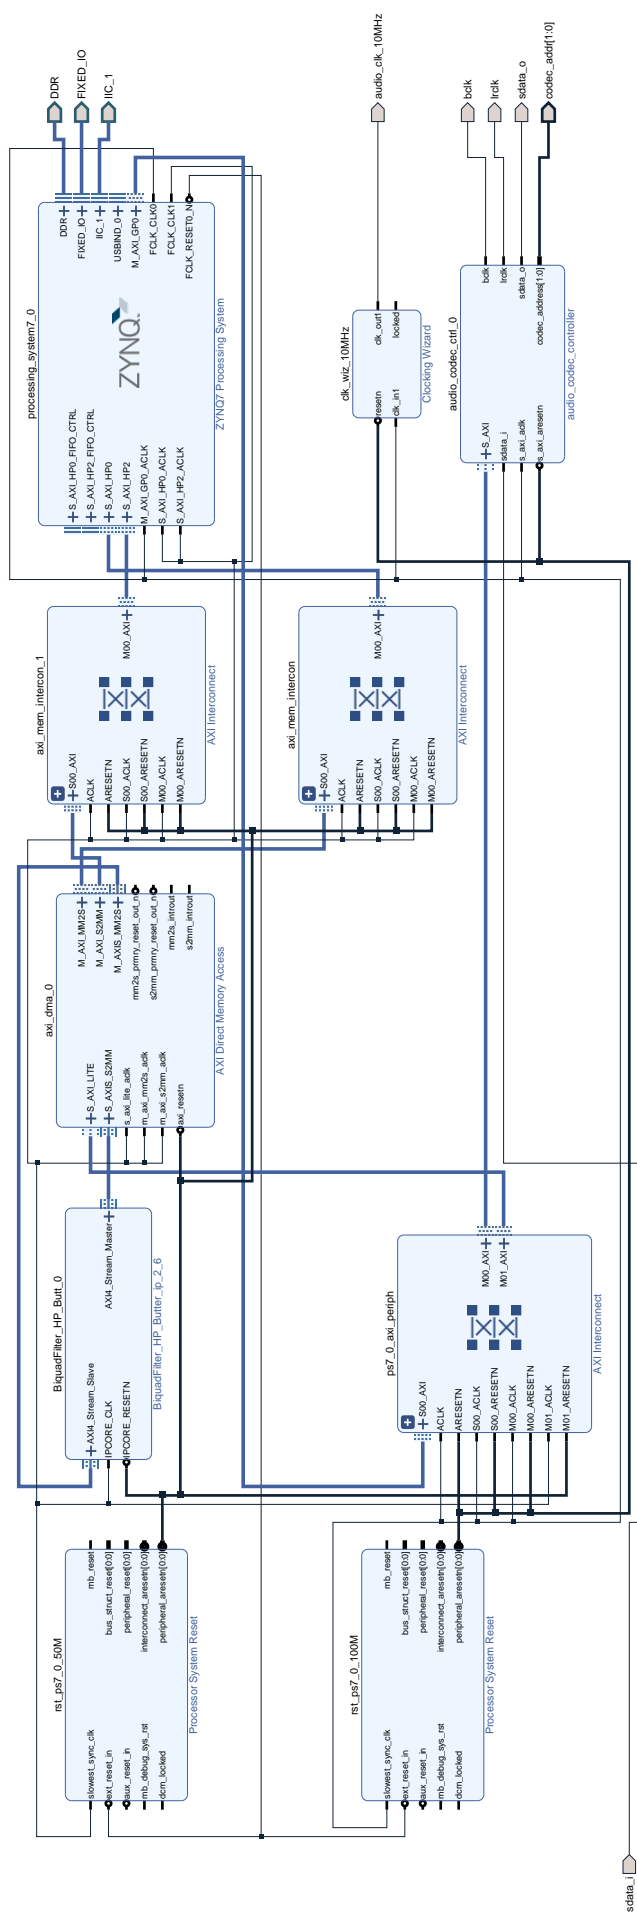 DDR
FIXED_IO
IIC_1
processing_system7_0
DDR
FIXED_IO
IIC_1
USBIND_0
M_AXI_GP0
FCLK_CLK0
FCLK_CLK1
FCLK_RESET0_N
ZYNQ
S_AXI_HP0_FIFO_CTRL
S_AXI_HP2_FIFO_CTRL
S_AXI_HP0
S_AXI_HP2
M_AXI_GP0_ACLK
S_AXI_HP0_ACLK
S_AXI_HP2_ACLK
ZYNQ7 Processing System
audio_clk_10MHz
clk_wiz_10MHz
resetn
clk_in1
clk_out1
locked
Clocking Wizard
bclk
lrclk
sdata_o
codec_addr[1:0]
audio_codec_ctrl_0
S_AXI
sdata_i
s_axi_aclk
s_axi_aresetn
bclk
lrclk
sdata_o
codec_address[1:0]
audio_codec_controller
axi_mem_intercon_1
S00_AXI
ACLK
ARESETN
S00_ACLK
S00_ARESETN
M00_ACLK
M00_ARESETN
M00_AXI
AXI Interconnect
axi_mem_intercon
S00_AXI
ACLK
ARESETN
S00_ACLK
S00_ARESETN
M00_ACLK
M00_ARESETN
M00_AXI
AXI Interconnect
axi_dma_0
S_AXI_LITE
S_AXIS_S2MM
s_axi_lite_aclk
m_axi_mm2s_aclk
m_axi_s2mm_aclk
axi_resetn
M_AXI_MM2S
M_AXI_S2MM
M_AXIS_MM2S
mm2s_prmry_reset_out_n
s2mm_prmry_reset_out_n
mm2s_introut
s2mm_introut
AXI Direct Memory Access
BiquadFilter_HP_Butt_0
AXI4_Stream_Slave
IPCORE_CLK
IPCORE_RESETN
AXI4_Stream_Master
BiquadFilter_HP_Butter_ip_2_6
ps7_0_axi_periph
S00_AXI
ACLK
ARESETN
S00_ACLK
S00_ARESETN
M00_ACLK
M00_ARESETN
M01_ACLK
M01_ARESETN
M00_AXI
M01_AXI
AXI Interconnect
rst_ps7_0_50M
slowest_sync_clk
ext_reset_in
aux_reset_in
mb_debug_sys_rst
dcm_locked
mb_reset
bus_struct_reset[0:0]
peripheral_reset[0:0]
interconnect_aresetn[0:0]
peripheral_aresetn[0:0]
Processor System Reset
rst_ps7_0_100M
slowest_sync_clk
ext_reset_in
aux_reset_in
mb_debug_sys_rst
dcm_locked
mb_reset
bus_struct_reset[0:0]
peripheral_reset[0:0]
interconnect_aresetn[0:0]
peripheral_aresetn[0:0]
Processor System Reset
sdata_i